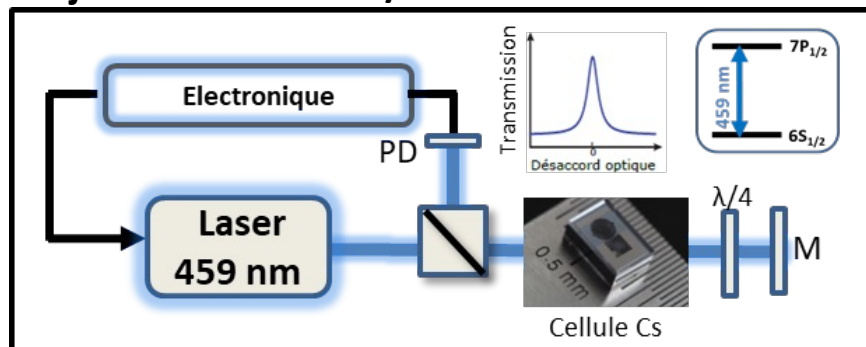 Electronique
PD
Laser
459 nm
Transmission
0
Désaccord optique
459 nm
7P1/2
6S1/2
0.5 mm
Cellule Cs
λ/4
M